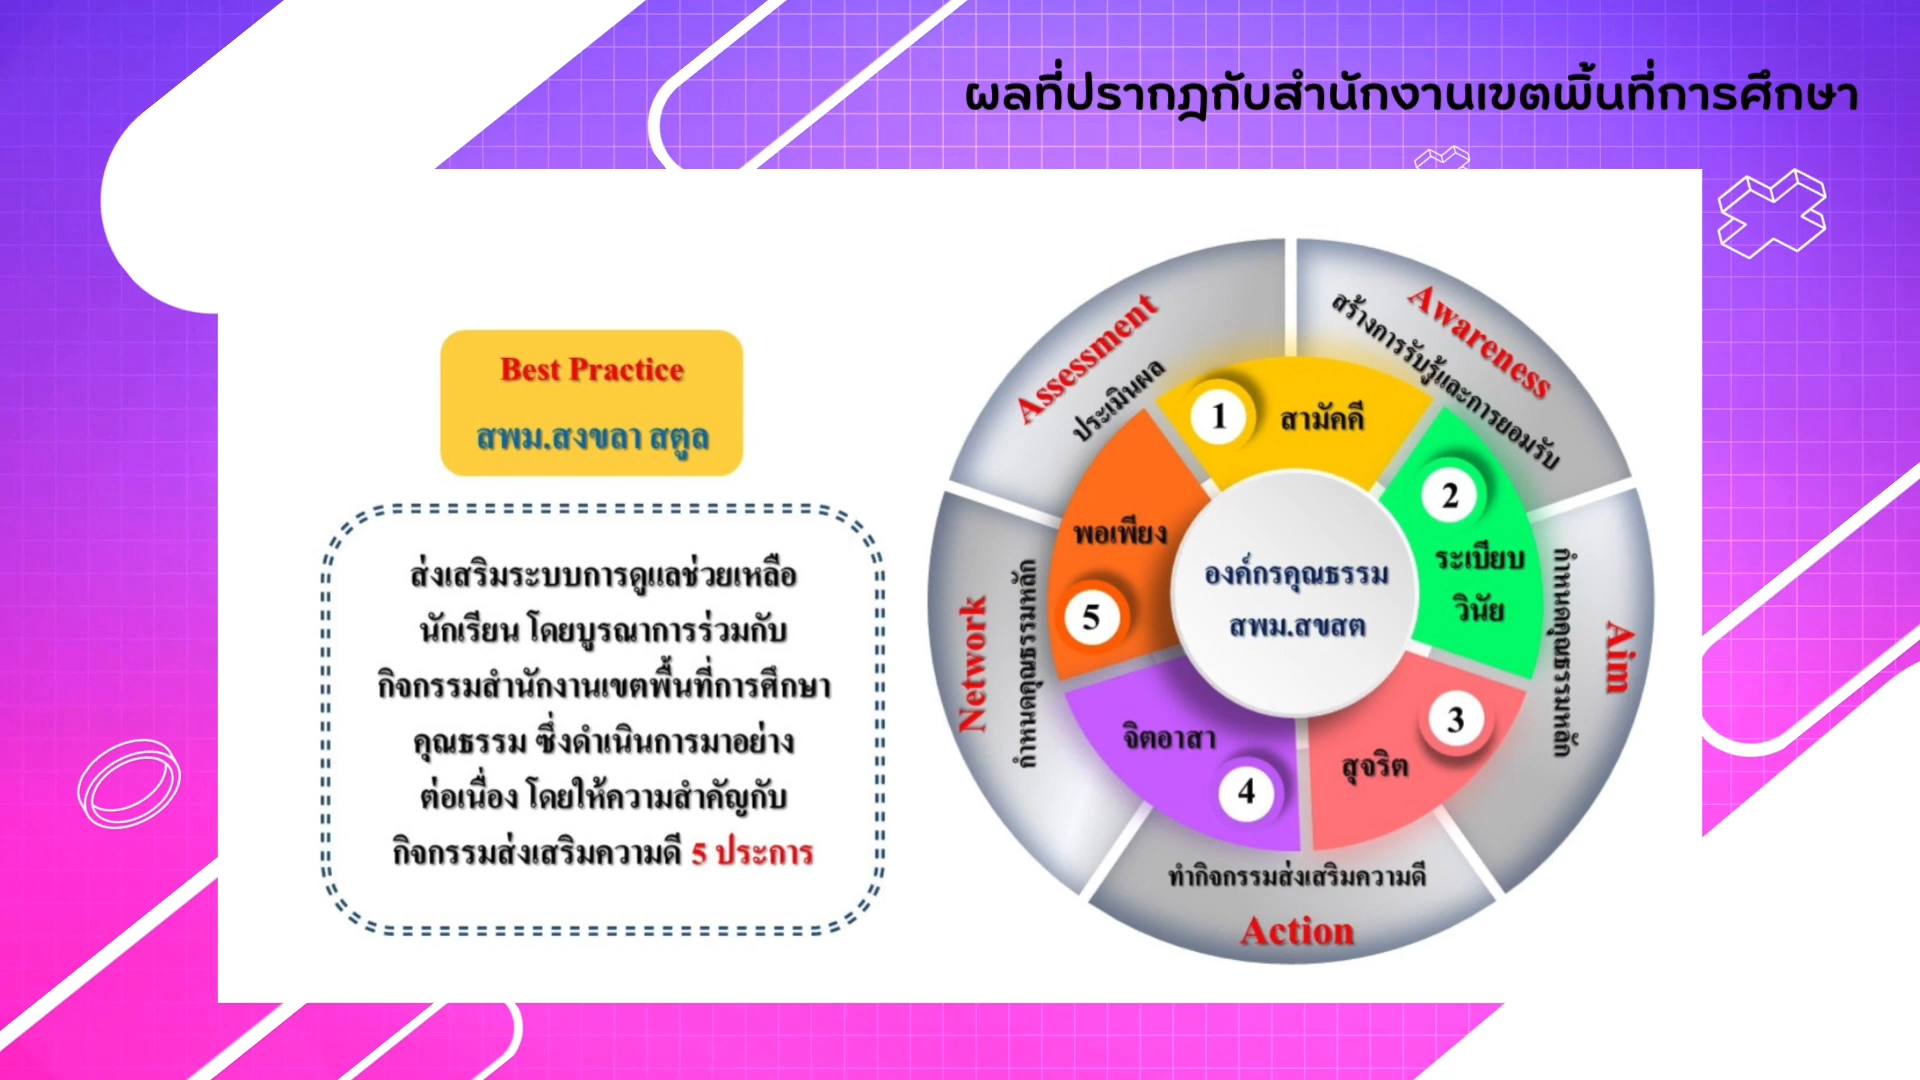 ผลที่ปรากฏกับสำนักงานเขตพื้นที่การศึกษา
Best Practice
สพม.สงขลา สตูล
ส่งเสริมระบบการดูแลช่วยเหลือ
นักเรียน โดยบูรณาการร่วมกับ
กิจกรรมสำนักงานเขตพื้นที่การศึกษา
คุณธรรม ซึ่งดำเนินการมาอย่าง
ต่อเนื่อง โดยให้ความสำคัญกับ
กิจกรรมส่งเสริมความดี 5 ประการ
Awareness
สร้างการรับรู้และการยอมรับ
Aim
กำหนดคุณธรรมหลัก
Action
ทำกิจกรรมส่งเสริมความดี
Network
กำหนดคุณธรรมหลัก
Assessment
ประเมินผล
1
สามัคคี
2
ระเบียบ
วินัย
3
สุจริต
4
จิตอาสา
5
พอเพียง
องค์กรคุณธรรม
สพม.สขสต